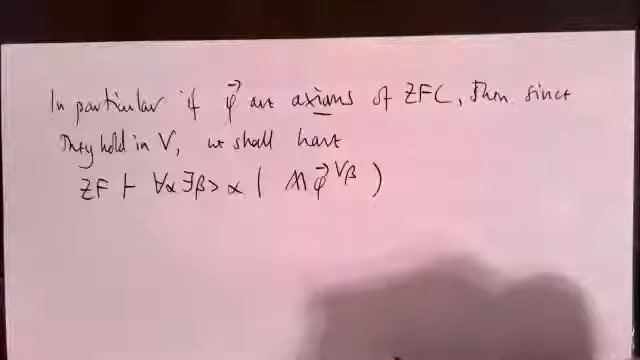 In particular if φ⃗ are axioms of ZFC, then since
they hold in V, we shall have
ZF ⊢ ∀α ∃β > α ( ⋀⋀ φ⃗^{Vβ} )